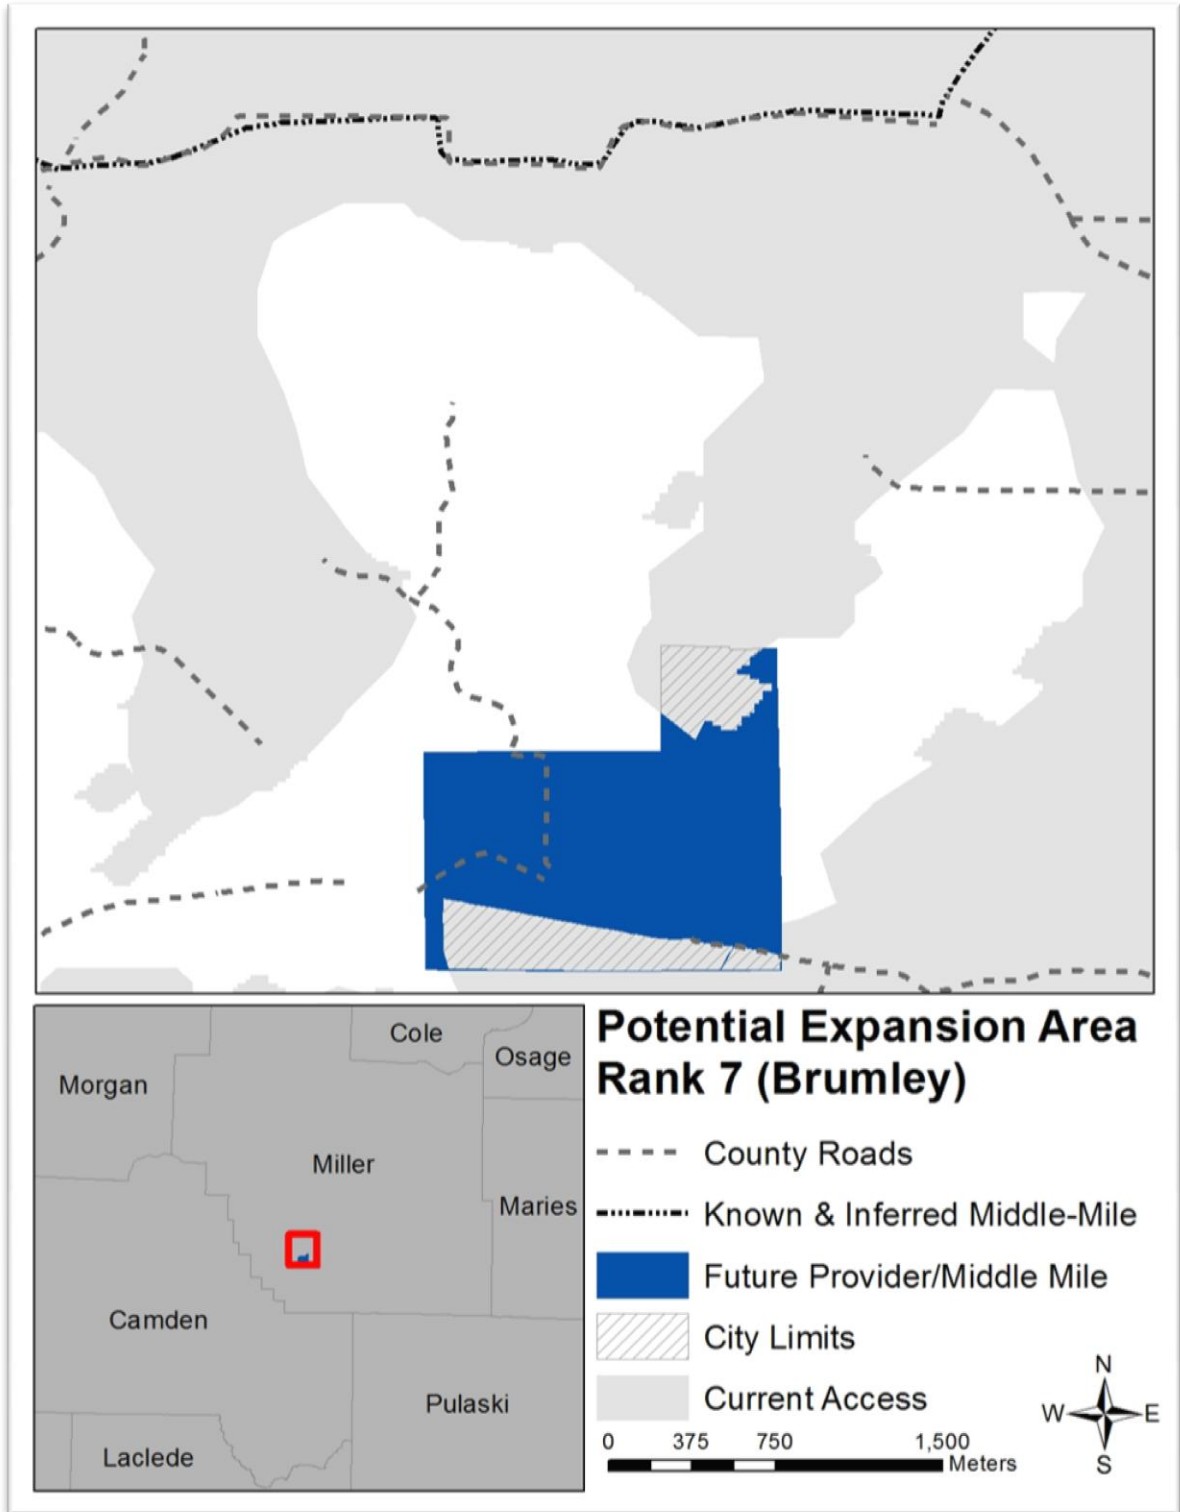 Cole
Osage
Morgan
Miller
Maries
Camden
Pulaski
Laclede
Potential Expansion Area
Rank 7 (Brumley)
County Roads
Known & Inferred Middle-Mile
Future Provider/Middle Mile
City Limits
Current Access
N
W E
S
0 375 750 1,500
Meters